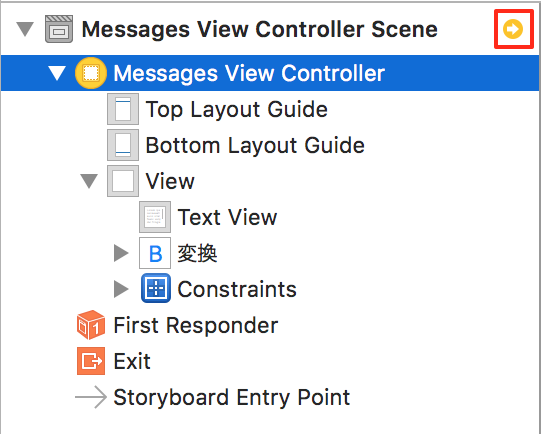 Messages View Controller Scene
Messages View Controller
Top Layout Guide
Bottom Layout Guide
View
Text View
B 変換
Constraints
1 First Responder
Exit
Storyboard Entry Point